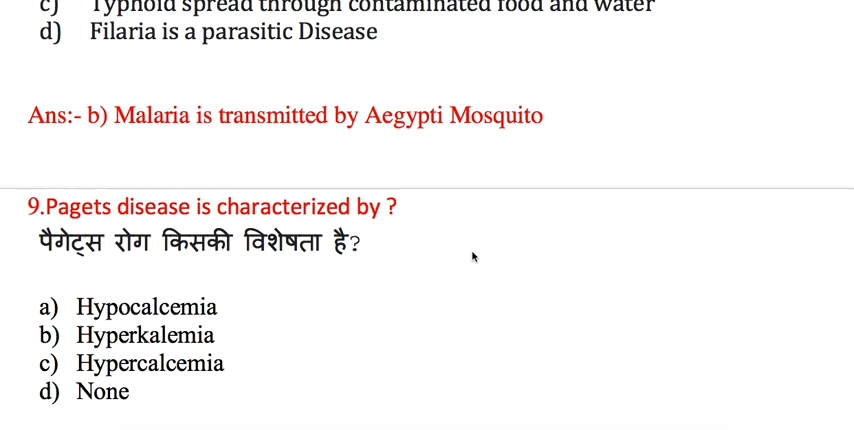 c) Typhoid spread through contaminated food and water
d) Filaria is a parasitic Disease
Ans:- b) Malaria is transmitted by Aegypti Mosquito
9.Pagets disease is characterized by ?
पैगेट्स रोग किसकी विशेषता है?
a) Hypocalcemia
b) Hyperkalemia
c) Hypercalcemia
d) None